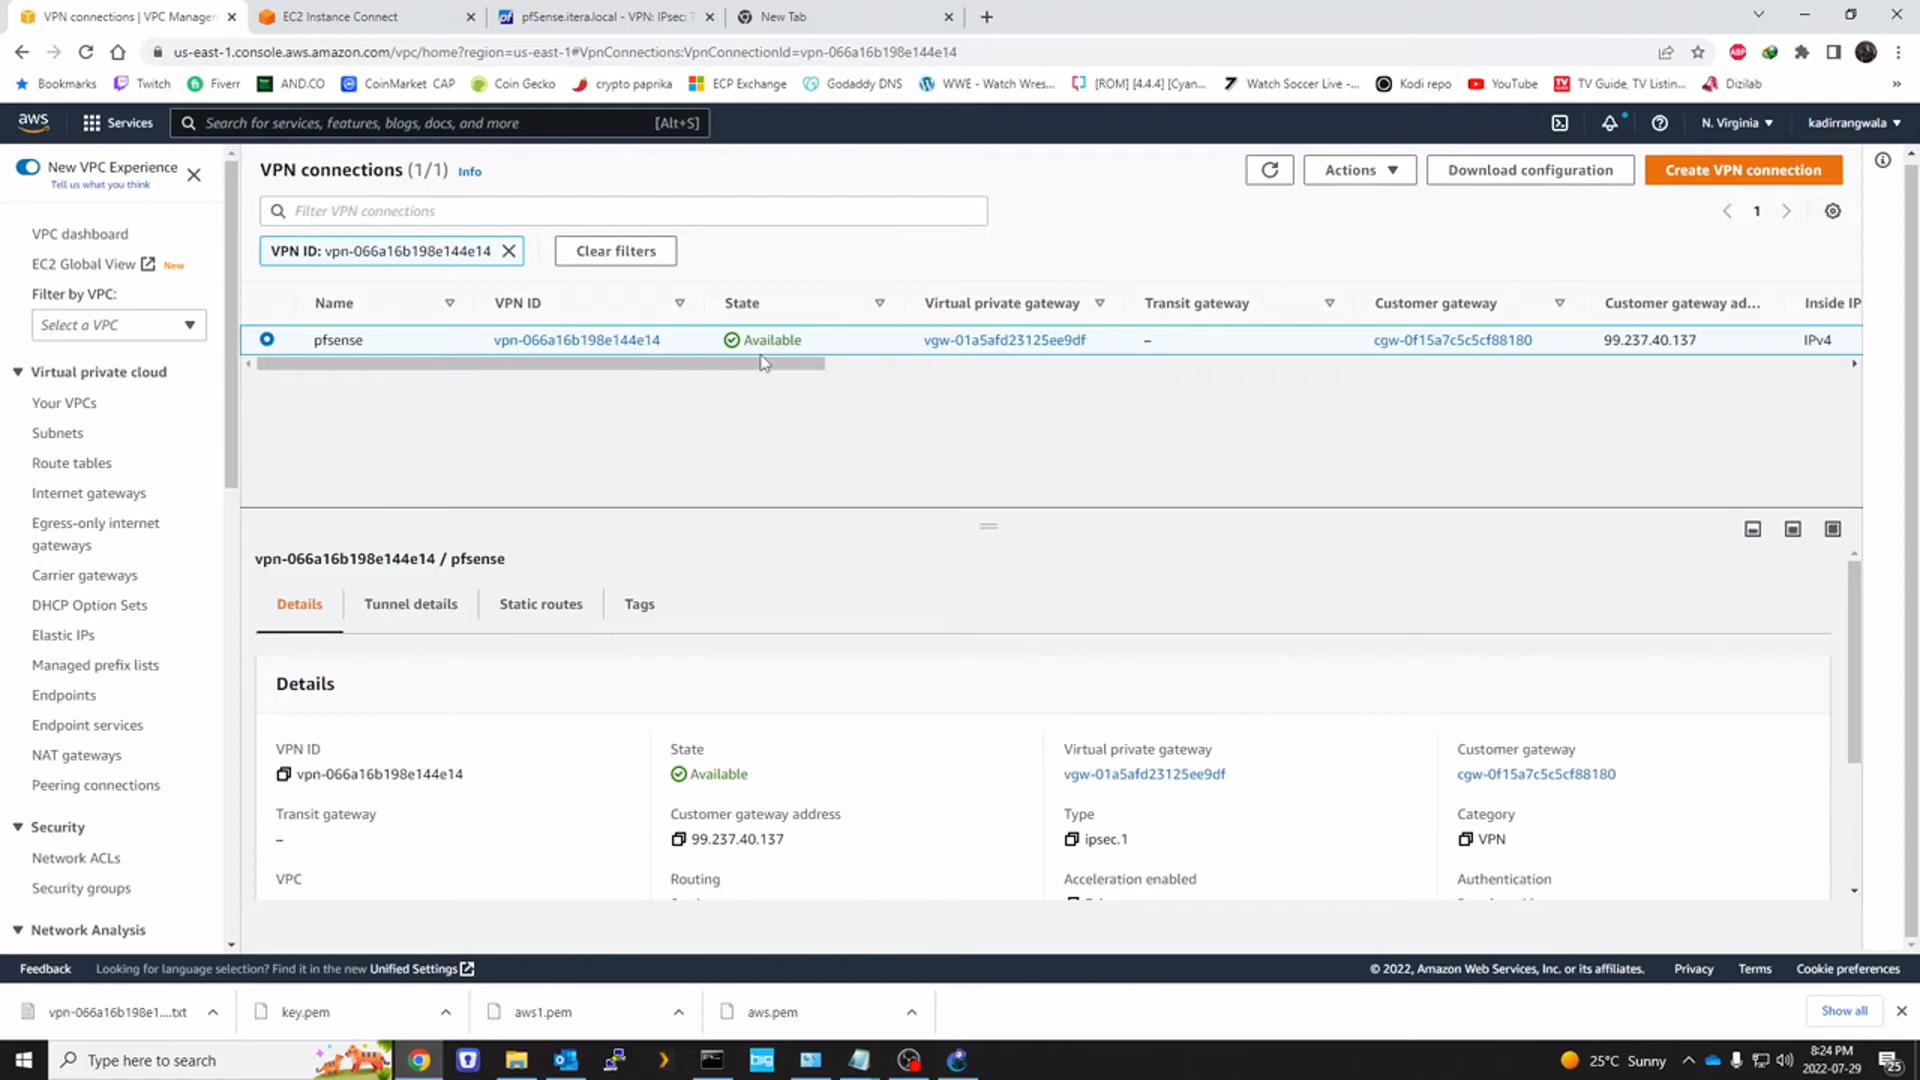 VPN connections | VPC Manager
EC2 Instance Connect
pfSense.itera.local - VPN: IPsec: T
New Tab
us-east-1.console.aws.amazon.com/vpc/home?region=us-east-1#VpnConnections:VpnConnectionId=vpn-066a16b198e144e14
Bookmarks
Twitch
Fiverr
AND.CO
CoinMarket CAP
Coin Gecko
crypto paprika
ECP Exchange
Godaddy DNS
WWE - Watch Wres...
[ROM] [4.4.4] [Cyan...
Watch Soccer Live -...
Kodi repo
YouTube
TV Guide, TV Listin...
Dizilab
»
aws
Services
Search for services, features, blogs, docs, and more
[Alt+S]
N. Virginia
kadirrangwala
New VPC Experience
Tell us what you think
VPC dashboard
EC2 Global View New
Filter by VPC:
Select a VPC
Virtual private cloud
Your VPCs
Subnets
Route tables
Internet gateways
Egress-only internet
gateways
Carrier gateways
DHCP Option Sets
Elastic IPs
Managed prefix lists
Endpoints
Endpoint services
NAT gateways
Peering connections
Security
Network ACLs
Security groups
Network Analysis
VPN connections (1/1) Info
Actions
Download configuration
Create VPN connection
Filter VPN connections
1
VPN ID: vpn-066a16b198e144e14
Clear filters
Name
VPN ID
State
Virtual private gateway
Transit gateway
Customer gateway
Customer gateway ad...
Inside IP
pfsense
vpn-066a16b198e144e14
Available
vgw-01a5afd23125ee9df
–
cgw-0f15a7c5c5cf88180
99.237.40.137
IPv4
vpn-066a16b198e144e14 / pfsense
Details
Tunnel details
Static routes
Tags
Details
VPN ID
State
Virtual private gateway
Customer gateway
vpn-066a16b198e144e14
Available
vgw-01a5afd23125ee9df
cgw-0f15a7c5c5cf88180
Transit gateway
Customer gateway address
Type
Category
–
99.237.40.137
ipsec.1
VPN
VPC
Routing
Acceleration enabled
Authentication
Feedback
Looking for language selection? Find it in the new Unified Settings
© 2022, Amazon Web Services, Inc. or its affiliates.
Privacy
Terms
Cookie preferences
vpn-066a16b198e1....txt
key.pem
aws1.pem
aws.pem
Show all
Type here to search
25°C Sunny
8:24 PM
2022-07-29
25